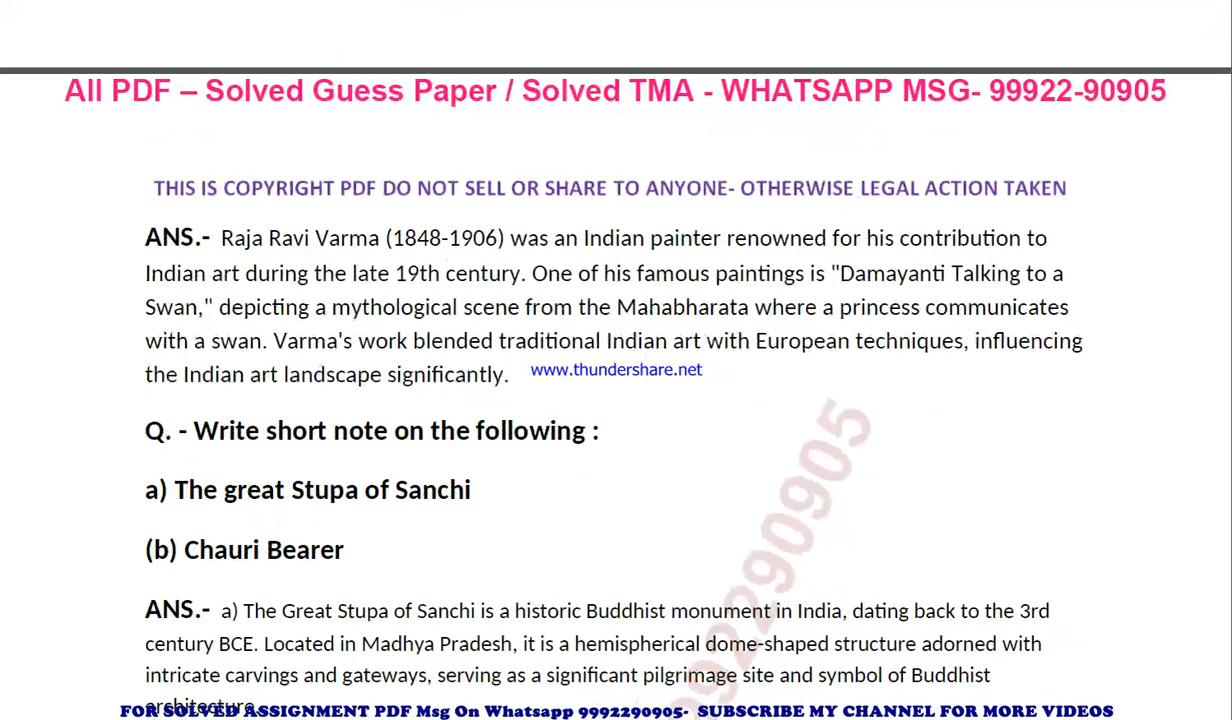 All PDF – Solved Guess Paper / Solved TMA - WHATSAPP MSG- 99922-90905
THIS IS COPYRIGHT PDF DO NOT SELL OR SHARE TO ANYONE- OTHERWISE LEGAL ACTION TAKEN
ANS.- Raja Ravi Varma (1848-1906) was an Indian painter renowned for his contribution to
Indian art during the late 19th century. One of his famous paintings is "Damayanti Talking to a
Swan," depicting a mythological scene from the Mahabharata where a princess communicates
with a swan. Varma's work blended traditional Indian art with European techniques, influencing
the Indian art landscape significantly. www.thundershare.net
Q. - Write short note on the following :
a) The great Stupa of Sanchi
(b) Chauri Bearer
ANS.- a) The Great Stupa of Sanchi is a historic Buddhist monument in India, dating back to the 3rd
century BCE. Located in Madhya Pradesh, it is a hemispherical dome-shaped structure adorned with
intricate carvings and gateways, serving as a significant pilgrimage site and symbol of Buddhist
architecture.
FOR SOLVED ASSIGNMENT PDF Msg On Whatsapp 9992290905- SUBSCRIBE MY CHANNEL FOR MORE VIDEOS